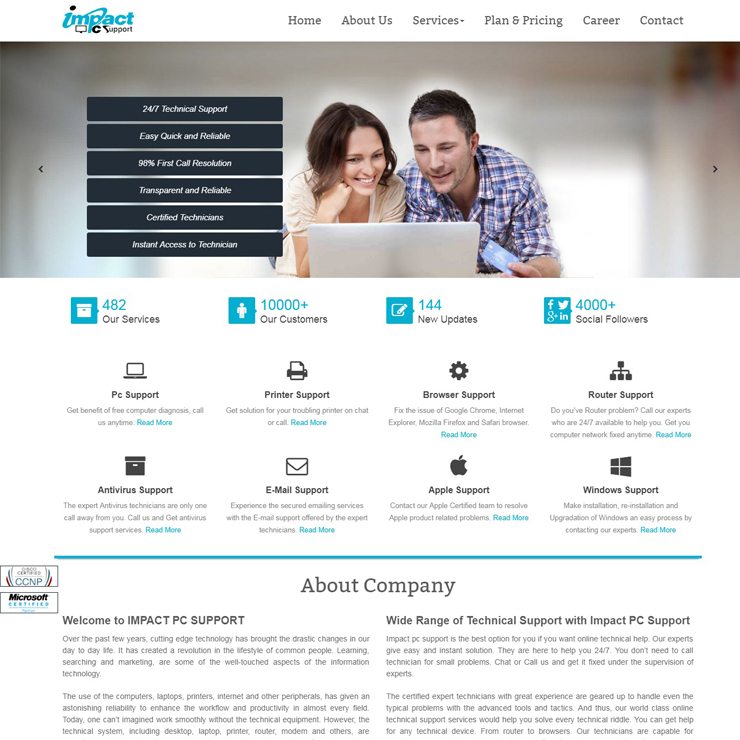 impact
PC Support
Home About Us Services Plan & Pricing Career Contact
24/7 Technical Support
Easy Quick and Reliable
98% First Call Resolution
Transparent and Reliable
Certified Technicians
Instant Access to Technician
482
Our Services
10000+
Our Customers
144
New Updates
4000+
Social Followers
Pc Support
Get benefit of free computer diagnosis, call
us anytime. Read More
Printer Support
Get solution for your troubling printer on chat
or call. Read More
Browser Support
Fix the issue of Google Chrome, Internet
Explorer, Mozilla Firefox and Safari browser.
Read More
Router Support
Do you've Router problem? Call our experts
who are 24/7 available to help you. Get you
computer network fixed anytime. Read More
Antivirus Support
The expert Antivirus technicians are only one
call away from you. Call us and Get antivirus
support services. Read More
E-Mail Support
Experience the secured emailing services
with the E-mail support offered by the expert
technicians. Read More
Apple Support
Contact our Apple Certified team to resolve
Apple product related problems. Read More
Windows Support
Make installation, re-installation and
Upgradation of Windows an easy process by
contacting our experts. Read More
CISCO
CERTIFIED
CCNP
Microsoft
CERTIFIED
About Company
Welcome to IMPACT PC SUPPORT
Over the past few years, cutting edge technology has brought the drastic changes in our
day to day life. It has created a revolution in the lifestyle of common people. Learning,
searching and marketing, are some of the well-touched aspects of the information
technology.
The use of the computers, laptops, printers, internet and other peripherals, has given an
astonishing reliability to enhance the workflow and productivity in almost every field.
Today, one can't imagined work smoothly without the technical equipment. However, the
technical system, including desktop, laptop, printer, router, modem and others, are
Wide Range of Technical Support with Impact PC Support
Impact pc support is the best option for you if you want online technical help. Our experts
give easy and instant solution. They are here to help you 24/7. You don't need to call
technician for small problems. Chat or Call us and get it fixed under the supervision of
experts.
The certified expert technicians with great experience are geared up to handle even the
typical problems with the advanced tools and tactics. And thus, our world class online
technical support services would help you solve every technical riddle. You can get help
for any technical device. From router to browsers. Our technicians are capable for